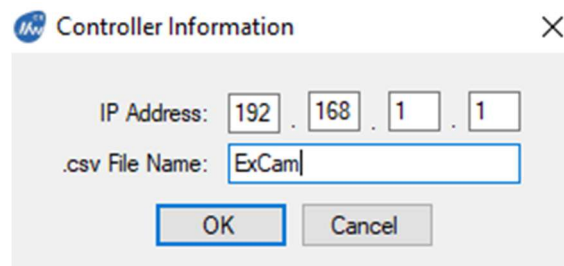 Controller Information
IP Address: 192 . 168 . 1 . 1
.csv File Name: ExCam
OK Cancel